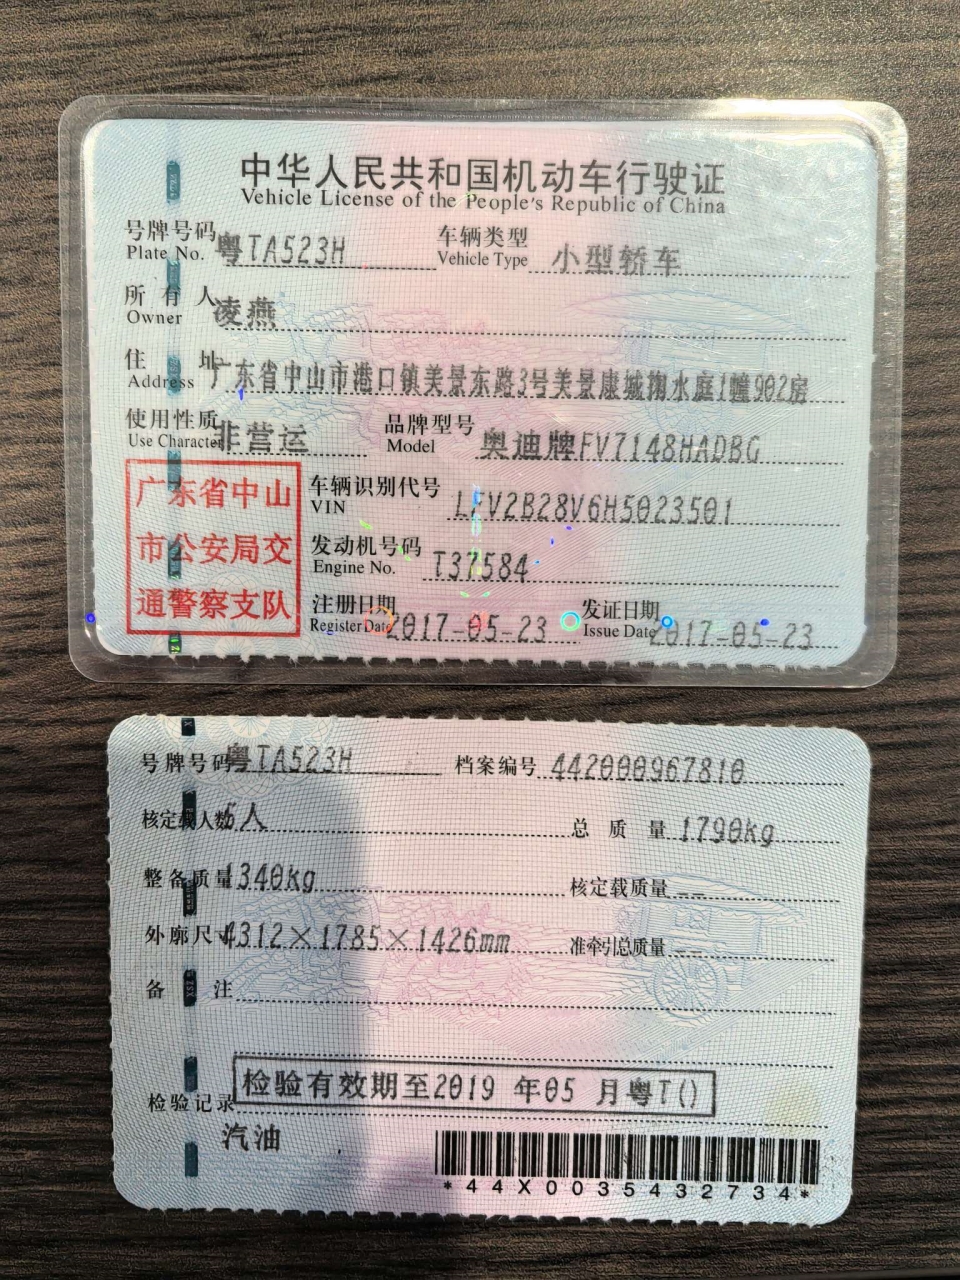 中华人民共和国机动车行驶证
Vehicle License of the People's Republic of China
号牌号码 Plate No. 粤TA523H 车辆类型 Vehicle Type 小型轿车
所有人 Owner 凌燕
住址 Address 广东省中山市港口镇美景东路3号美景康城翔水庭1幢902房
使用性质 Use Character 非营运 品牌型号 Model 奥迪牌FV7148HADBG
广东省中山
市公安局交
通警察支队
车辆识别代号 VIN LFV2B28V6H5023501
发动机号码 Engine No. T37584
注册日期 Register Date 2017-05-23 发证日期 Issue Date 2017-05-23
号牌号码 粤TA523H 档案编号 442000967810
核定载人数 5人 总质量 1790kg
整备质量 1340kg 核定载质量 --
外廓尺寸 4312×1785×1426mm 准牵引总质量 --
备注
检验记录 检验有效期至2019 年05 月粤T()
汽油
*44X0035432734*